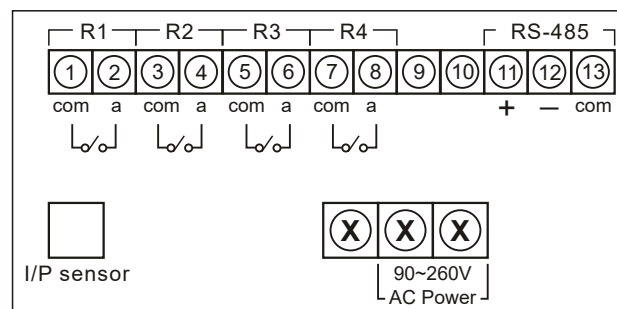 R1 R2 R3 R4 RS-485
1 2 3 4 5 6 7 8 9 10 11 12 13
com a com a com a com a + — com
X X X
I/P sensor 90~260V
AC Power